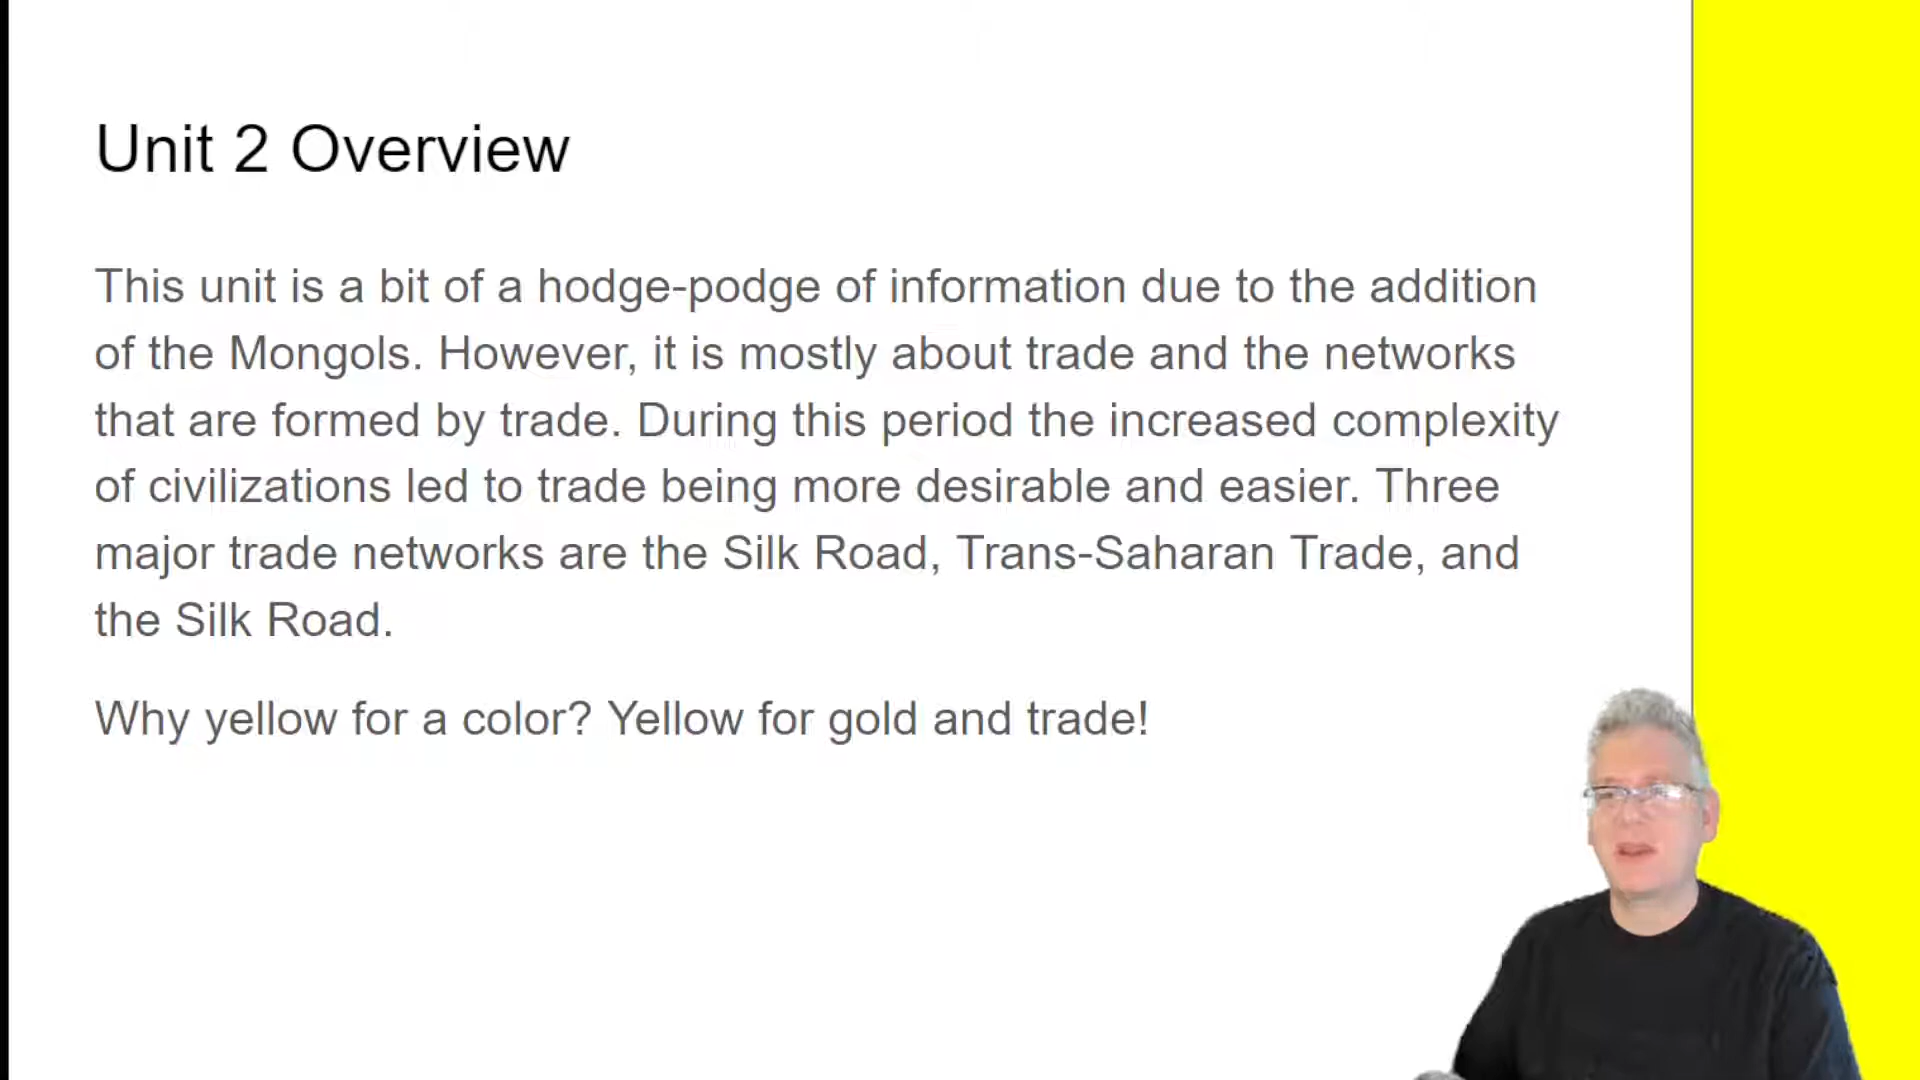 Unit 2 Overview
This unit is a bit of a hodge-podge of information due to the addition
of the Mongols. However, it is mostly about trade and the networks
that are formed by trade. During this period the increased complexity
of civilizations led to trade being more desirable and easier. Three
major trade networks are the Silk Road, Trans-Saharan Trade, and
the Silk Road.
Why yellow for a color? Yellow for gold and trade!